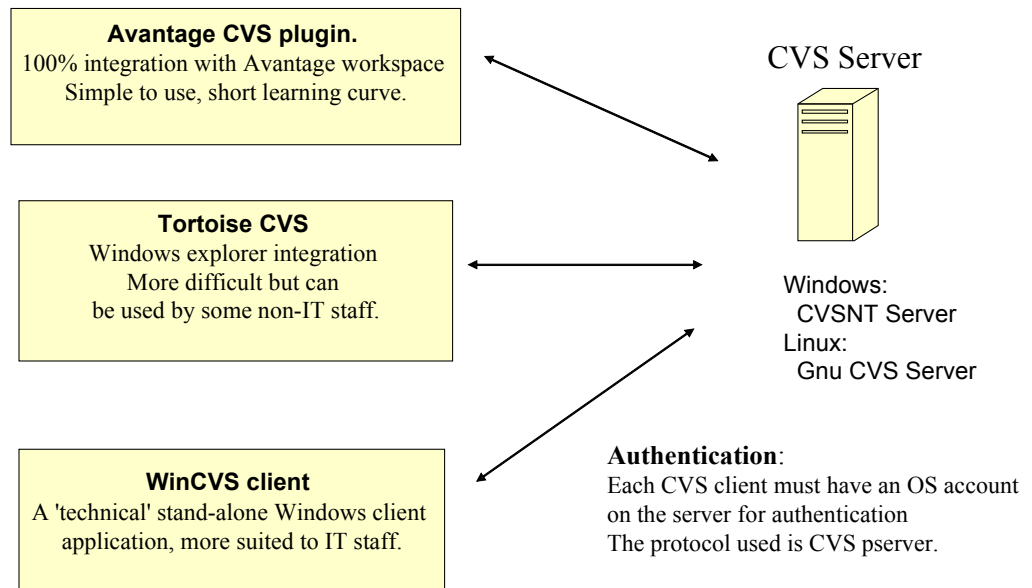 Avantage CVS plugin.
100% integration with Avantage workspace
Simple to use, short learning curve.
CVS Server
Tortoise CVS
Windows explorer integration
More difficult but can
be used by some non-IT staff.
Windows:
CVSNT Server
Linux:
Gnu CVS Server
WinCVS client
A 'technical' stand-alone Windows client
application, more suited to IT staff.
Authentication:
Each CVS client must have an OS account
on the server for authentication
The protocol used is CVS pserver.